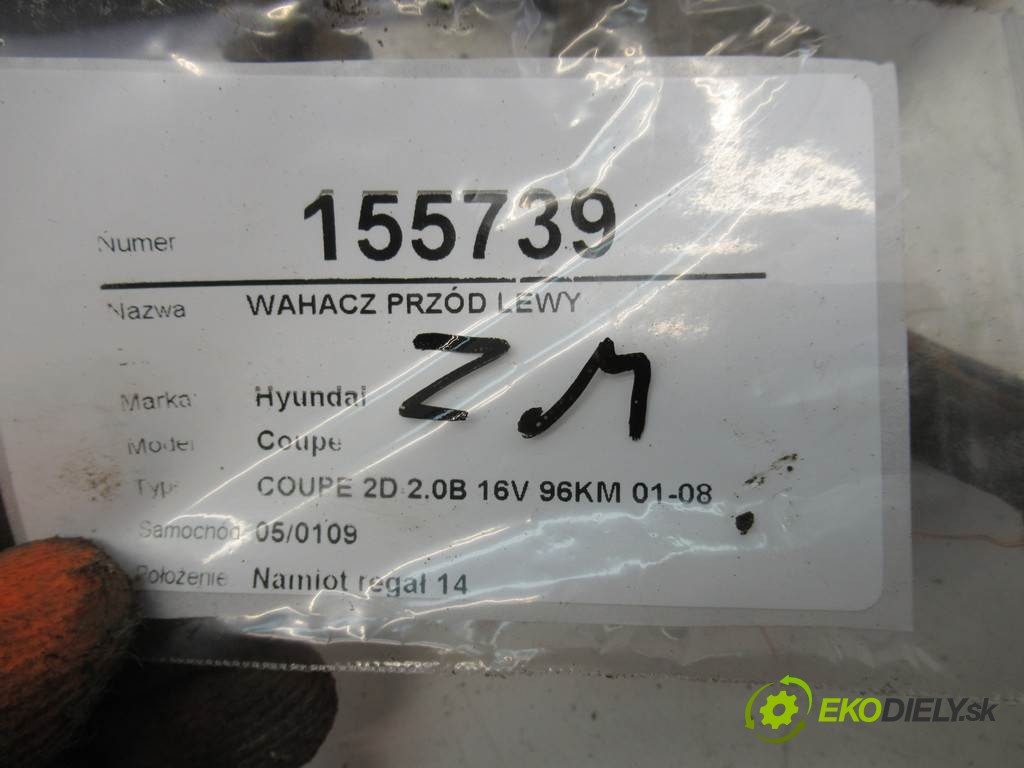 Numer 155739
Nazwa WAHACZ PRZÓD LEWY
Marka Hyundai
Model Coupe
Typ COUPE 2D 2.0B 16V 96KM 01-08
Samochód 05/0109
Położenie Namiot regał 14
EKODIELY.sk